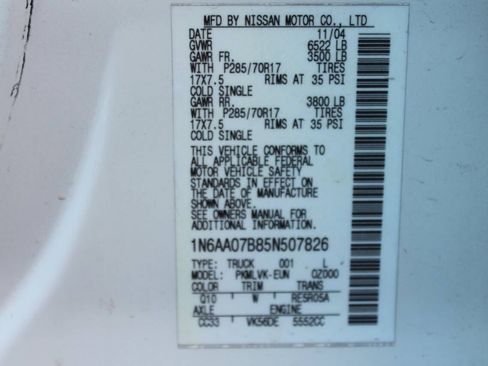 MFD BY NISSAN MOTOR CO., LTD
DATE 11/04
GVWR 6522 LB
GAWR FR. 3500 LB
WITH P285/70R17 TIRES
17X7.5 RIMS AT 35 PSI
COLD SINGLE
GAWR RR. 3800 LB
WITH P285/70R17 TIRES
17X7.5 RIMS AT 35 PSI
COLD SINGLE
THIS VEHICLE CONFORMS TO
ALL APPLICABLE FEDERAL
MOTOR VEHICLE SAFETY
STANDARDS IN EFFECT ON
THE DATE OF MANUFACTURE
SHOWN ABOVE.
SEE OWNERS MANUAL FOR
ADDITIONAL INFORMATION.
1N6AA07B85N507826
TYPE: TRUCK 001 L
MODEL: PKMLVK-EUN 0Z000
COLOR TRIM TRANS
Q10 W RE5R05A
AXLE ENGINE
CC33 VK56DE 5552CC